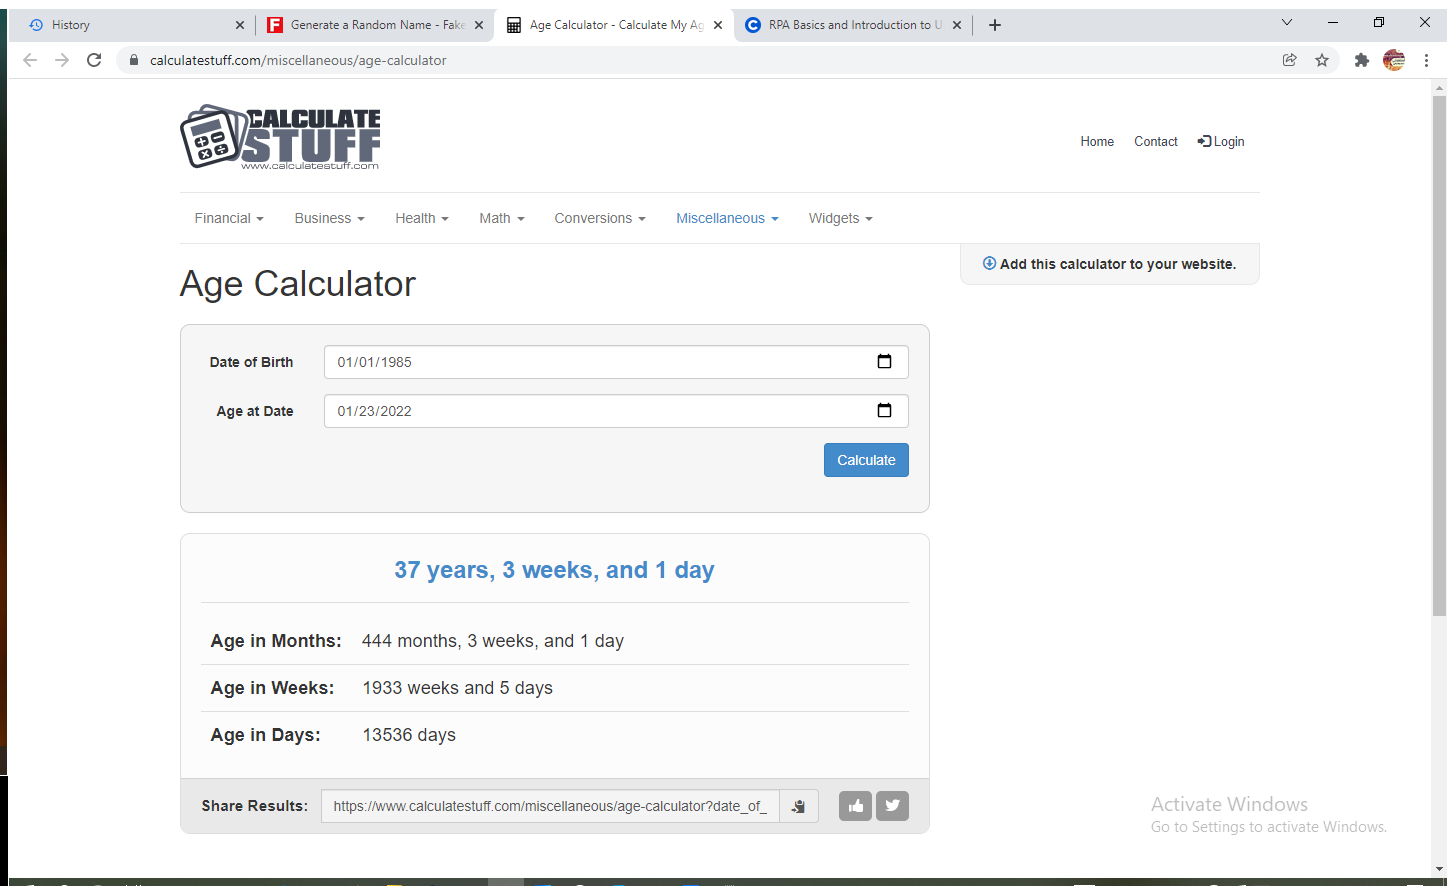 History
Generate a Random Name - Fake
Age Calculator - Calculate My Ag
RPA Basics and Introduction to U
calculatestuff.com/miscellaneous/age-calculator
CALCULATE
STUFF
www.calculatestuff.com
Home Contact Login
Financial Business Health Math Conversions Miscellaneous Widgets
Add this calculator to your website.
Age Calculator
Date of Birth 01/01/1985
Age at Date 01/23/2022
Calculate
37 years, 3 weeks, and 1 day
Age in Months: 444 months, 3 weeks, and 1 day
Age in Weeks: 1933 weeks and 5 days
Age in Days: 13536 days
Share Results: https://www.calculatestuff.com/miscellaneous/age-calculator?date_of_
Activate Windows
Go to Settings to activate Windows.